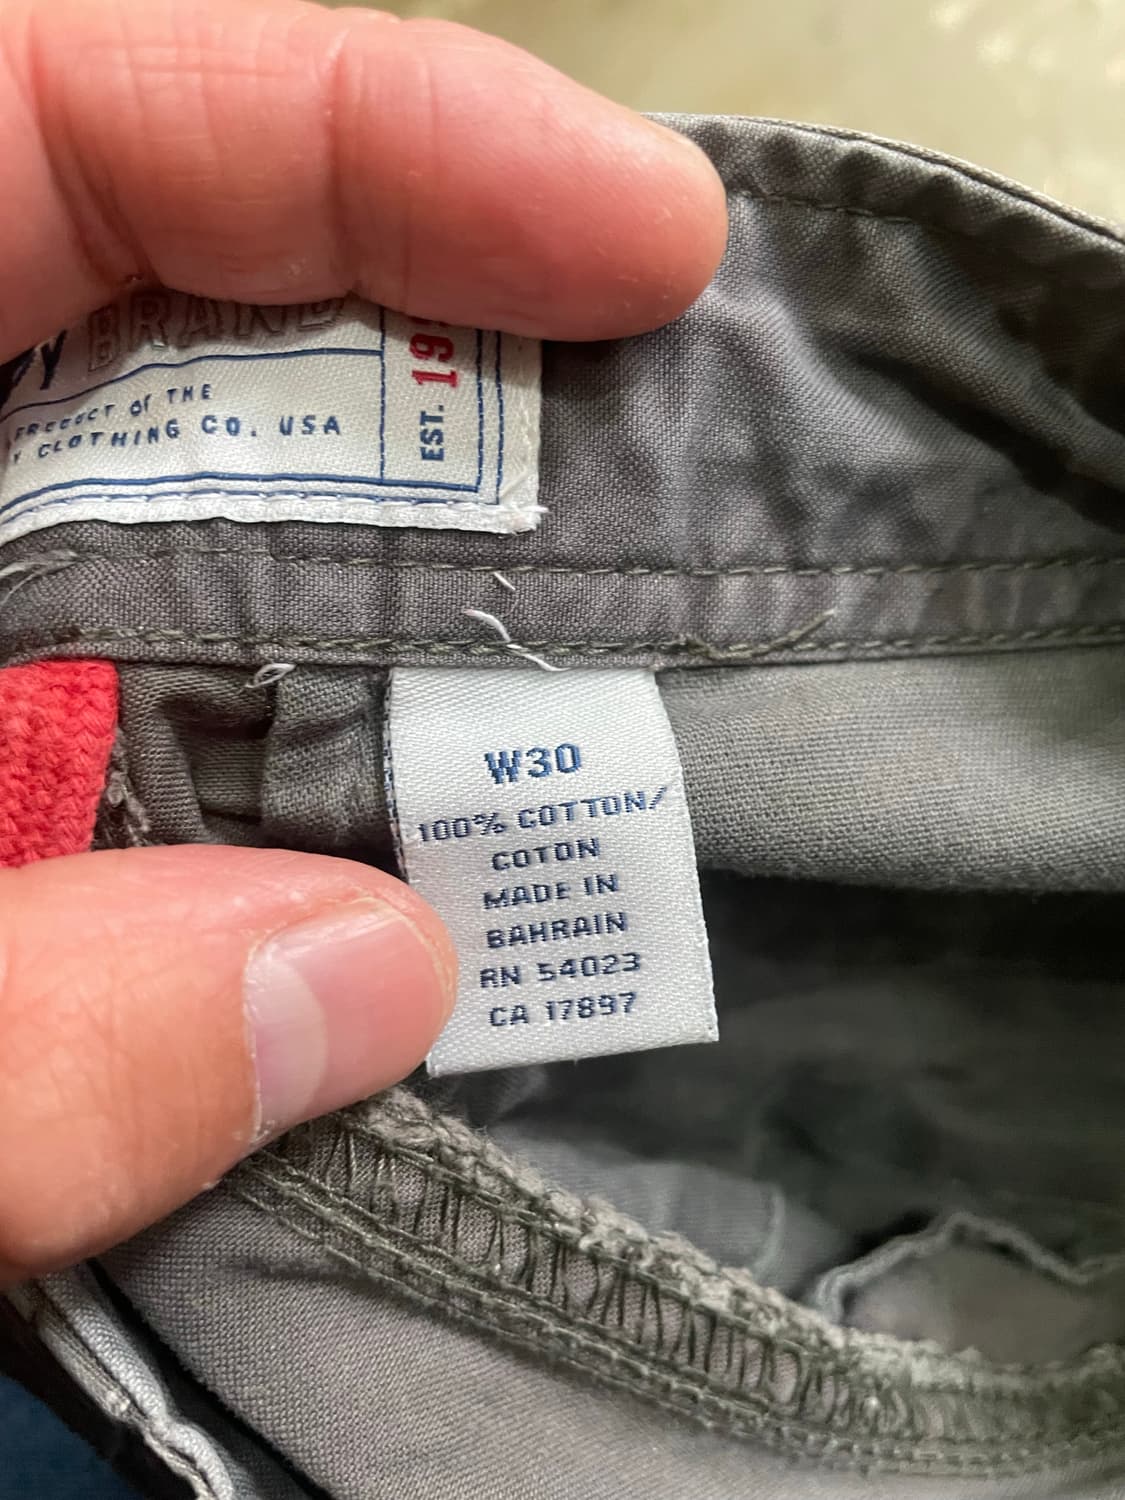 BRAND
PRODUCT OF THE
Y CLOTHING CO. USA
EST. 19
W30
100% COTTON/
COTON
MADE IN
BAHRAIN
RN 54023
CA 17897